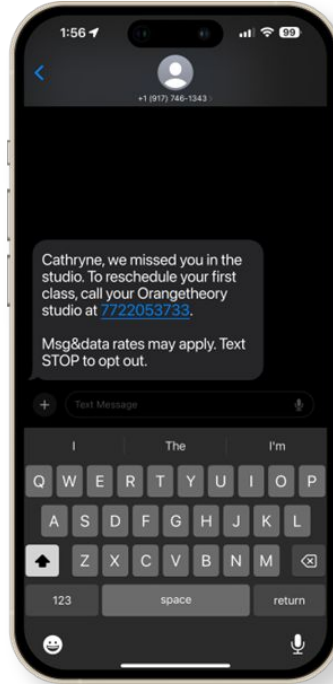 1:56
99
+1 (917) 746-1343
Cathryne, we missed you in the
studio. To reschedule your first
class, call your Orangetheory
studio at 7722053733.
Msg&data rates may apply. Text
STOP to opt out.
Text Message
I The I'm
Q W E R T Y U I O P
A S D F G H J K L
Z X C V B N M
123 space return